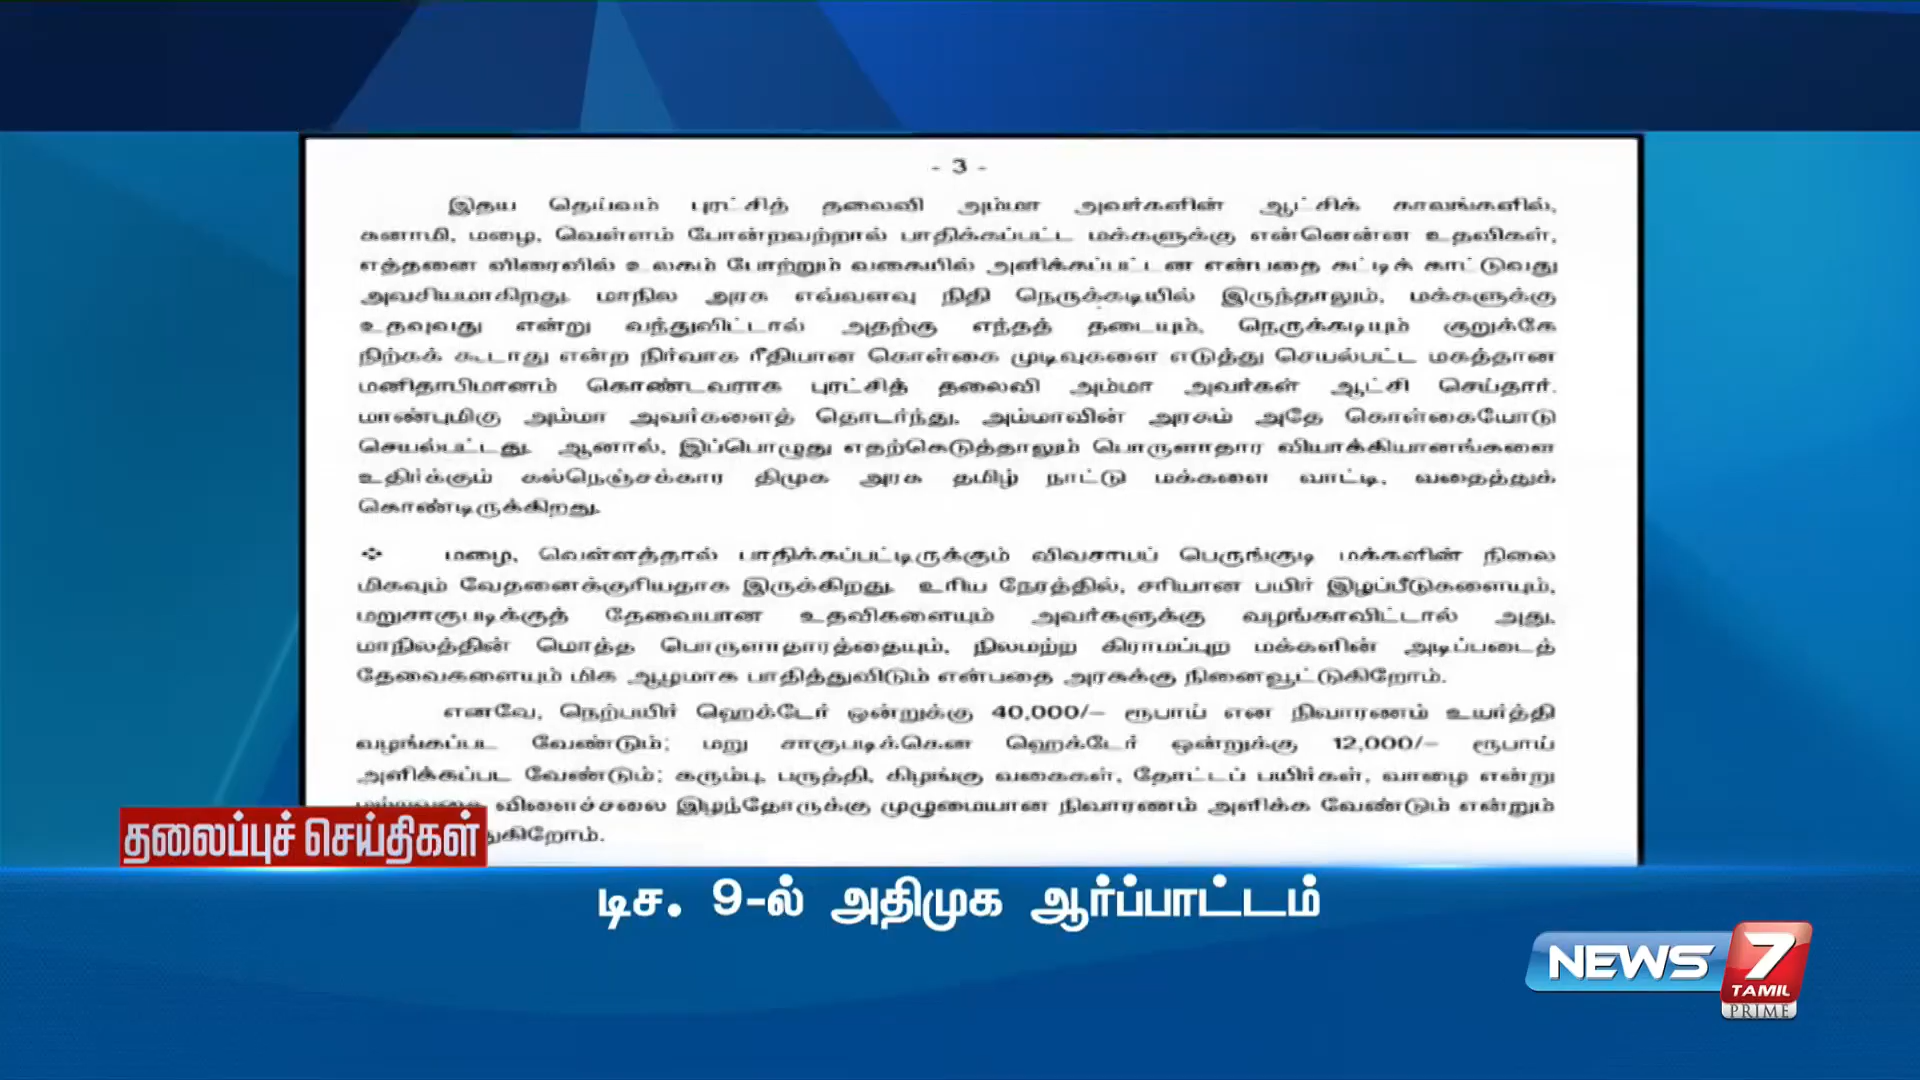 - 3 -
இதய தெய்வம் புரட்சித் தலைவி அம்மா அவர்களின் ஆட்சிக் காலங்களில்,
சுனாமி, மழை, வெள்ளம் போன்றவற்றால் பாதிக்கப்பட்ட மக்களுக்கு என்னென்ன உதவிகள்,
எத்தனை விரைவில் உலகம் போற்றும் வகையில் அளிக்கப்பட்டன என்பதை சுட்டிக் காட்டுவது
அவசியமாகிறது. மாநில அரசு எவ்வளவு நிதி நெருக்கடியில் இருந்தாலும், மக்களுக்கு
உதவுவது என்று வந்துவிட்டால் அதற்கு எந்தத் தடையும், நெருக்கடியும் குறுக்கே
நிற்கக் கூடாது என்ற நிர்வாக ரீதியான கொள்கை முடிவுகளை எடுத்து செயல்பட்ட மகத்தான
மனிதாபிமானம் கொண்டவராக புரட்சித் தலைவி அம்மா அவர்கள் ஆட்சி செய்தார்.
மாண்புமிகு அம்மா அவர்களைத் தொடர்ந்து, அம்மாவின் அரசும் அதே கொள்கையோடு
செயல்பட்டது. ஆனால், இப்பொழுது எதற்கெடுத்தாலும் பொருளாதார வியாக்கியானங்களை
உதிர்க்கும் கல்நெஞ்சக்கார திமுக அரசு தமிழ் நாட்டு மக்களை வாட்டி, வதைத்துக்
கொண்டிருக்கிறது.
❖ மழை, வெள்ளத்தால் பாதிக்கப்பட்டிருக்கும் விவசாயப் பெருங்குடி மக்களின் நிலை
மிகவும் வேதனைக்குரியதாக இருக்கிறது. உரிய நேரத்தில், சரியான பயிர் இழப்பீடுகளையும்,
மறுசாகுபடிக்குத் தேவையான உதவிகளையும் அவர்களுக்கு வழங்காவிட்டால் அது,
மாநிலத்தின் மொத்த பொருளாதாரத்தையும், நிலமற்ற கிராமப்புற மக்களின் அடிப்படைத்
தேவைகளையும் மிக ஆழமாக பாதித்துவிடும் என்பதை அரசுக்கு நினைவூட்டுகிறோம்.
எனவே, நெற்பயிர் ஹெக்டேர் ஒன்றுக்கு 40,000/– ரூபாய் என நிவாரணம் உயர்த்தி
வழங்கப்பட வேண்டும்; மறு சாகுபடிக்கென ஹெக்டேர் ஒன்றுக்கு 12,000/– ரூபாய்
அளிக்கப்பட வேண்டும்; கரும்பு, பருத்தி, கிழங்கு வகைகள், தோட்டப் பயிர்கள், வாழை என்று
விளைச்சலை இழந்தோருக்கு முழுமையான நிவாரணம் அளிக்க வேண்டும் என்றும்
தலைப்புச் செய்திகள்
டிச. 9-ல் அதிமுக ஆர்ப்பாட்டம்
NEWS 7
TAMIL
PRIME